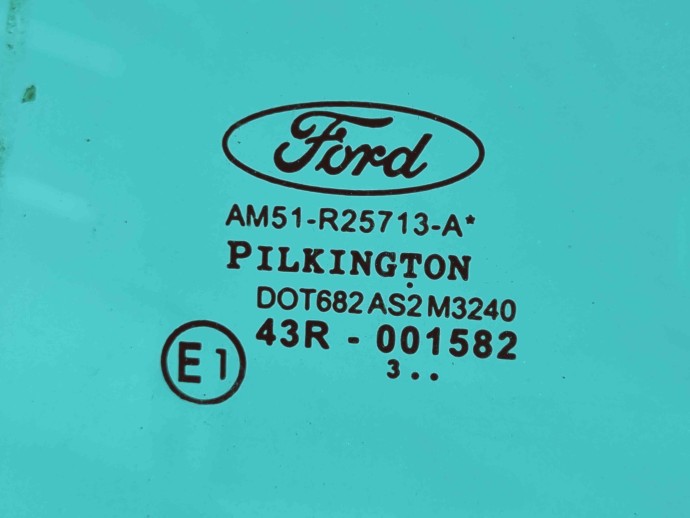 Ford
AM51-R25713-A*
PILKINGTON
DOT682 AS2 M3240
43R - 001582
E1
3..